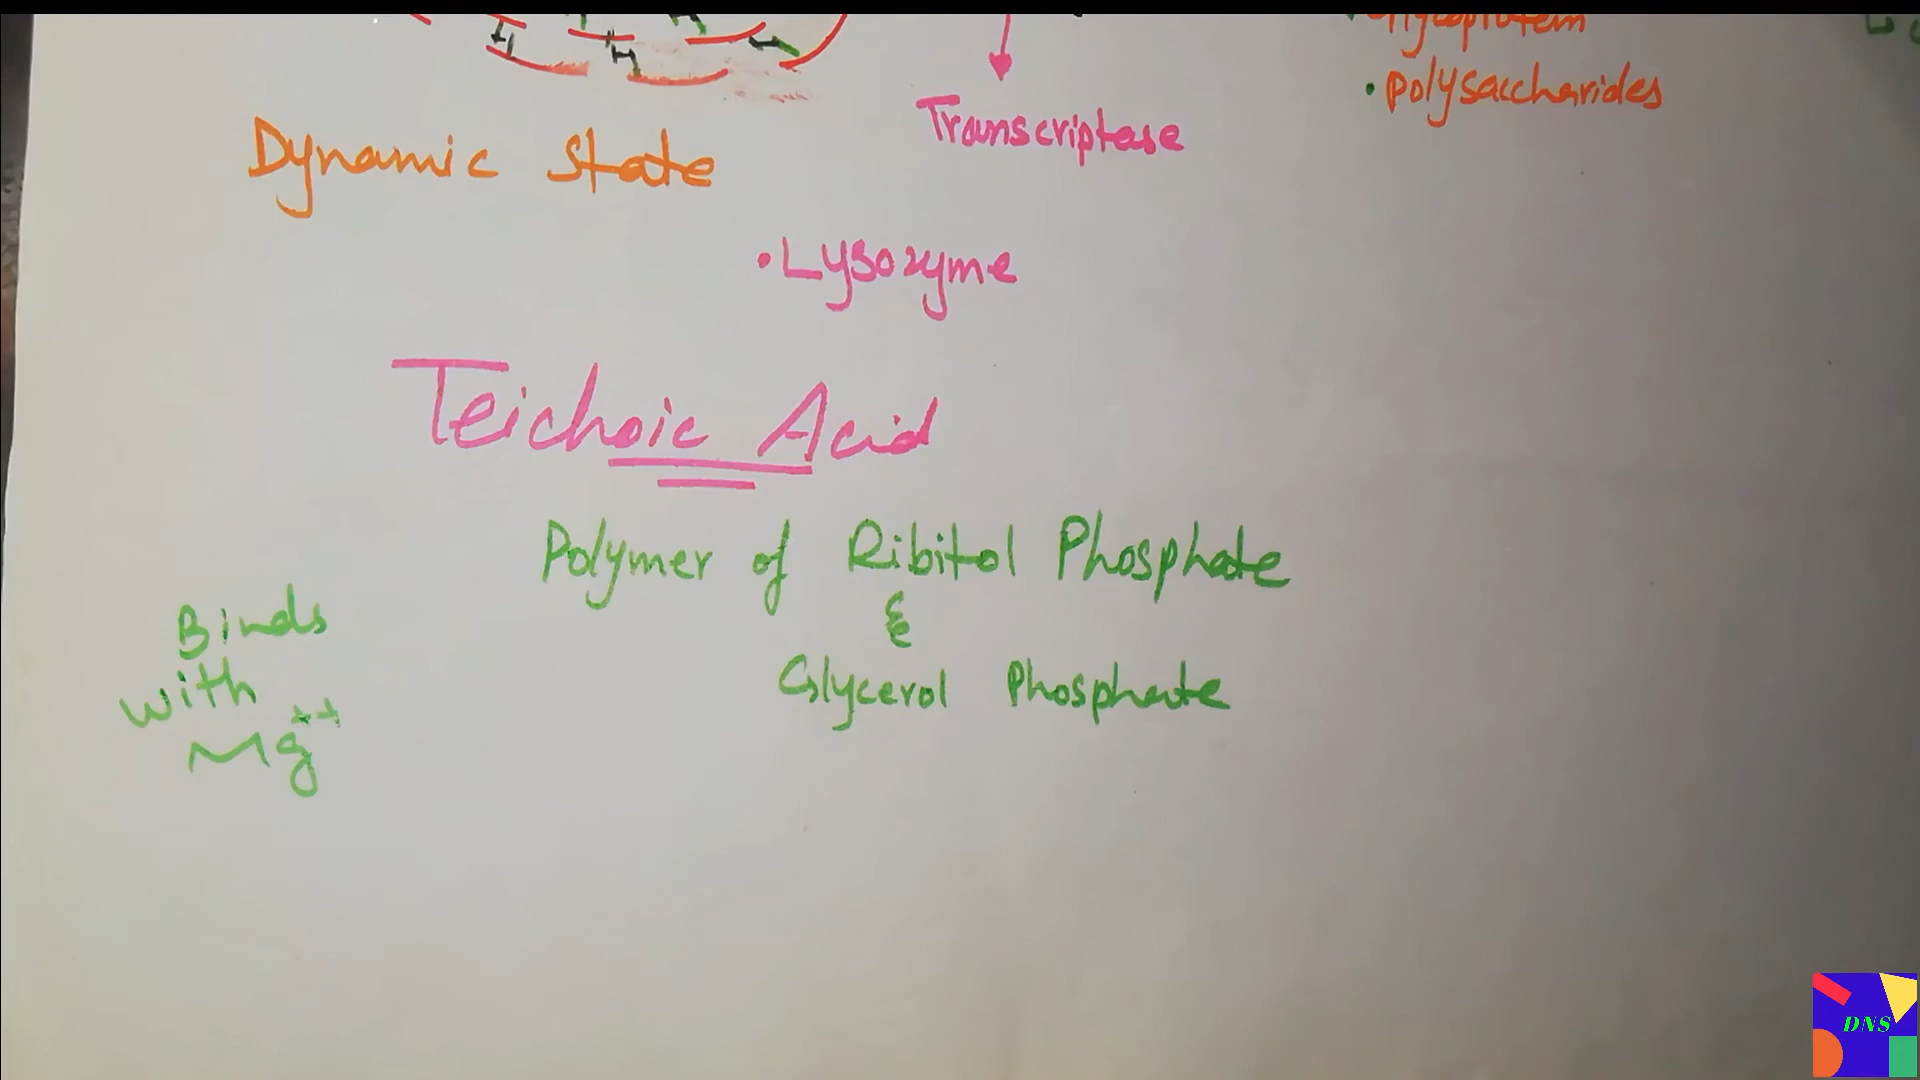 Polysaccharides
Transcriptase
Dynamic State
Lysozyme
Teichoic Acid
Polymer of Ribitol Phosphate
&
Glycerol Phosphate
Binds
with
Mg++
DNS